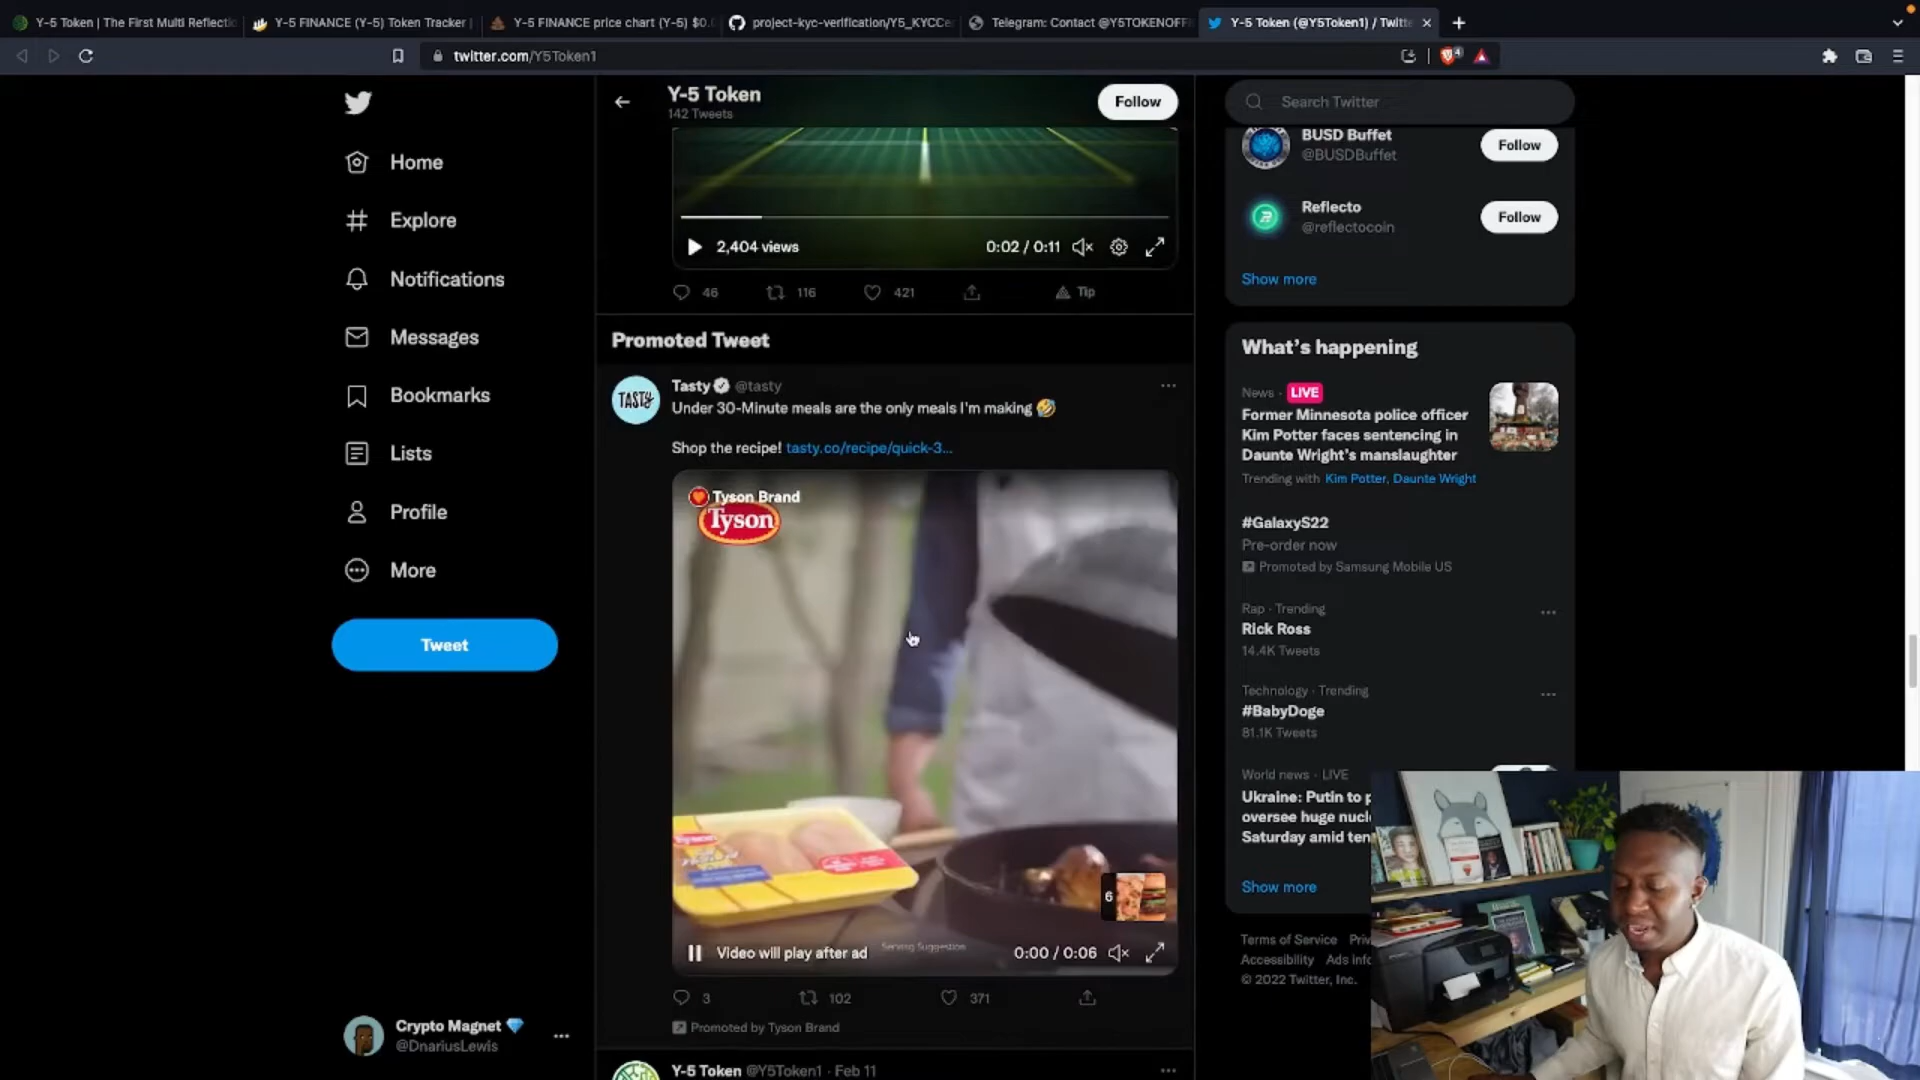 Y-5 Token | The First Multi Reflectic
Y-5 FINANCE (Y-5) Token Tracker |
Y-5 FINANCE price chart (Y-5) $0.
project-kyc-verification/Y5_KYCCe
Telegram: Contact @Y5TOKENOFF
Y-5 Token (@Y5Token1) / Twitte
twitter.com/Y5Token1
4
Home
Explore
Notifications
Messages
Bookmarks
Lists
Profile
More
Tweet
Crypto Magnet
@DnariusLewis
Y-5 Token
142 Tweets
Follow
2,404 views
0:02 / 0:11
46
116
421
Tip
Promoted Tweet
TASTY
Tasty @tasty
Under 30-Minute meals are the only meals I'm making
Shop the recipe! tasty.co/recipe/quick-3...
Tyson Brand
Tyson
6
Video will play after ad
Serving Suggestion
0:00 / 0:06
3
102
371
Promoted by Tyson Brand
Y-5 Token @Y5Token1 · Feb 11
Search Twitter
BUSD Buffet
@BUSDBuffet
Follow
Reflecto
@reflectocoin
Follow
Show more
What's happening
News · LIVE
Former Minnesota police officer
Kim Potter faces sentencing in
Daunte Wright's manslaughter
Trending with Kim Potter, Daunte Wright
#GalaxyS22
Pre-order now
Promoted by Samsung Mobile US
Rap · Trending
Rick Ross
14.4K Tweets
Technology · Trending
#BabyDoge
81.1K Tweets
World news · LIVE
Ukraine: Putin to p
oversee huge nucl
Saturday amid ten
Show more
Terms of Service Priv
Accessibility Ads info
© 2022 Twitter, Inc.